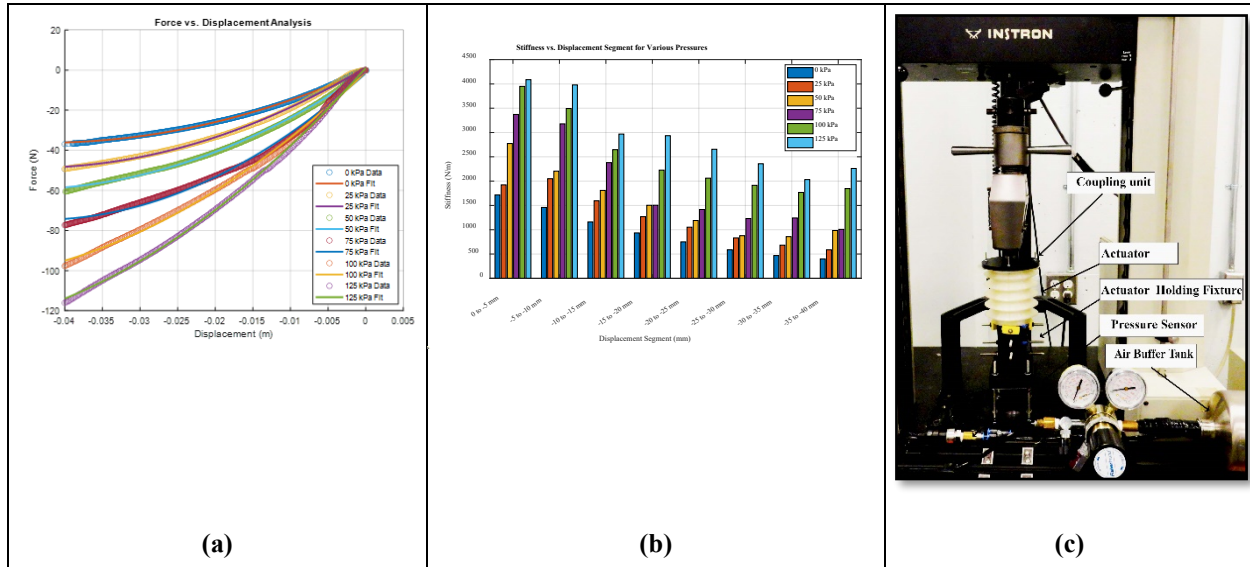 Force vs. Displacement Analysis
20
0
-20
-40
-60
-80
-100
-120
Force (N)
-0.04
-0.035
-0.03
-0.025
-0.02
-0.015
-0.01
-0.005
0
0.005
Displacement (m)
0 kPa Data
0 kPa Fit
25 kPa Data
25 kPa Fit
50 kPa Data
50 kPa Fit
75 kPa Data
75 kPa Fit
100 kPa Data
100 kPa Fit
125 kPa Data
125 kPa Fit
(a)
Stiffness vs. Displacement Segment for Various Pressures
4500
4000
3500
3000
2500
2000
1500
1000
500
0
Stiffness (N/m)
0 kPa
25 kPa
50 kPa
75 kPa
100 kPa
125 kPa
0 to -5 mm
-5 to -10 mm
-10 to -15 mm
-15 to -20 mm
-20 to -25 mm
-25 to -30 mm
-30 to -35 mm
-35 to -40 mm
Displacement Segment (mm)
(b)
INSTRON
Coupling unit
Actuator
Actuator Holding Fixture
Pressure Sensor
Air Buffer Tank
(c)